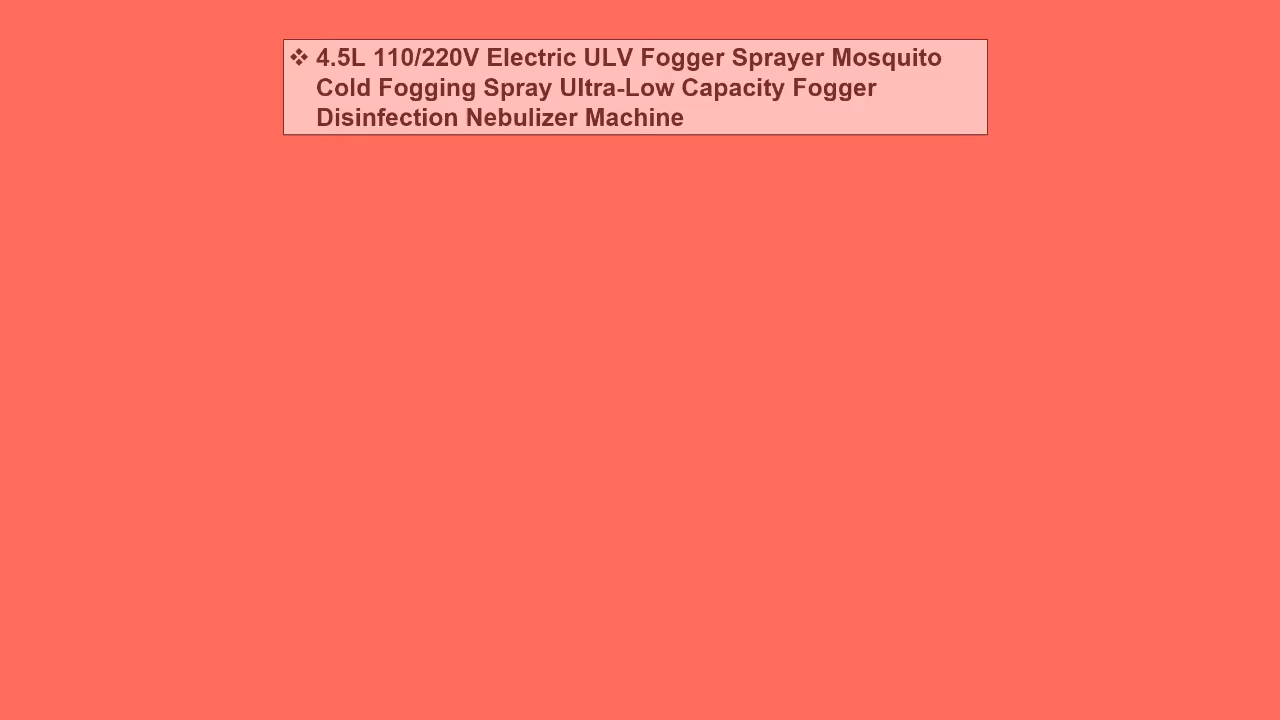 ❖ 4.5L 110/220V Electric ULV Fogger Sprayer Mosquito
Cold Fogging Spray Ultra-Low Capacity Fogger
Disinfection Nebulizer Machine